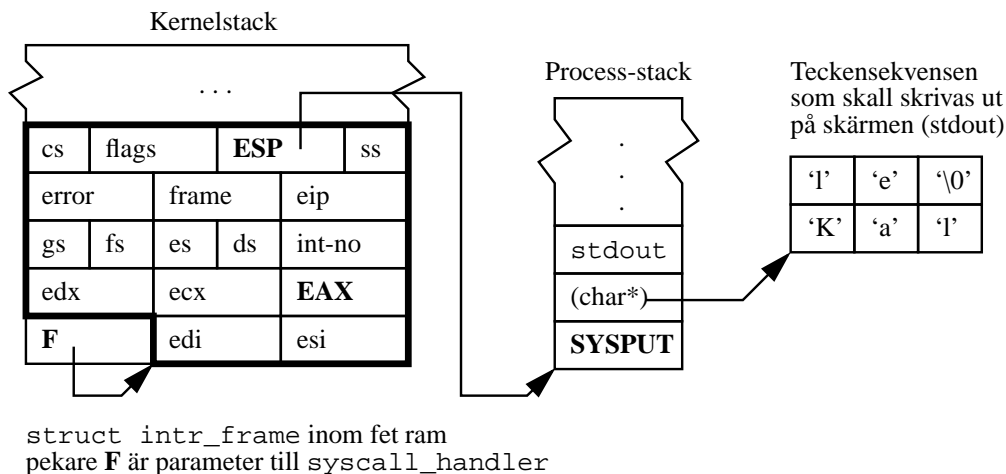 Kernelstack
. . .
cs flags ESP ss
error frame eip
gs fs es ds int-no
edx ecx EAX
F edi esi
Process-stack
.
.
.
stdout
(char*)
SYSPUT
Teckensekvensen
som skall skrivas ut
på skärmen (stdout)
‘l’ ‘e’ ‘\0’
‘K’ ‘a’ ‘l’
struct intr_frame inom fet ram
pekare F är parameter till syscall_handler